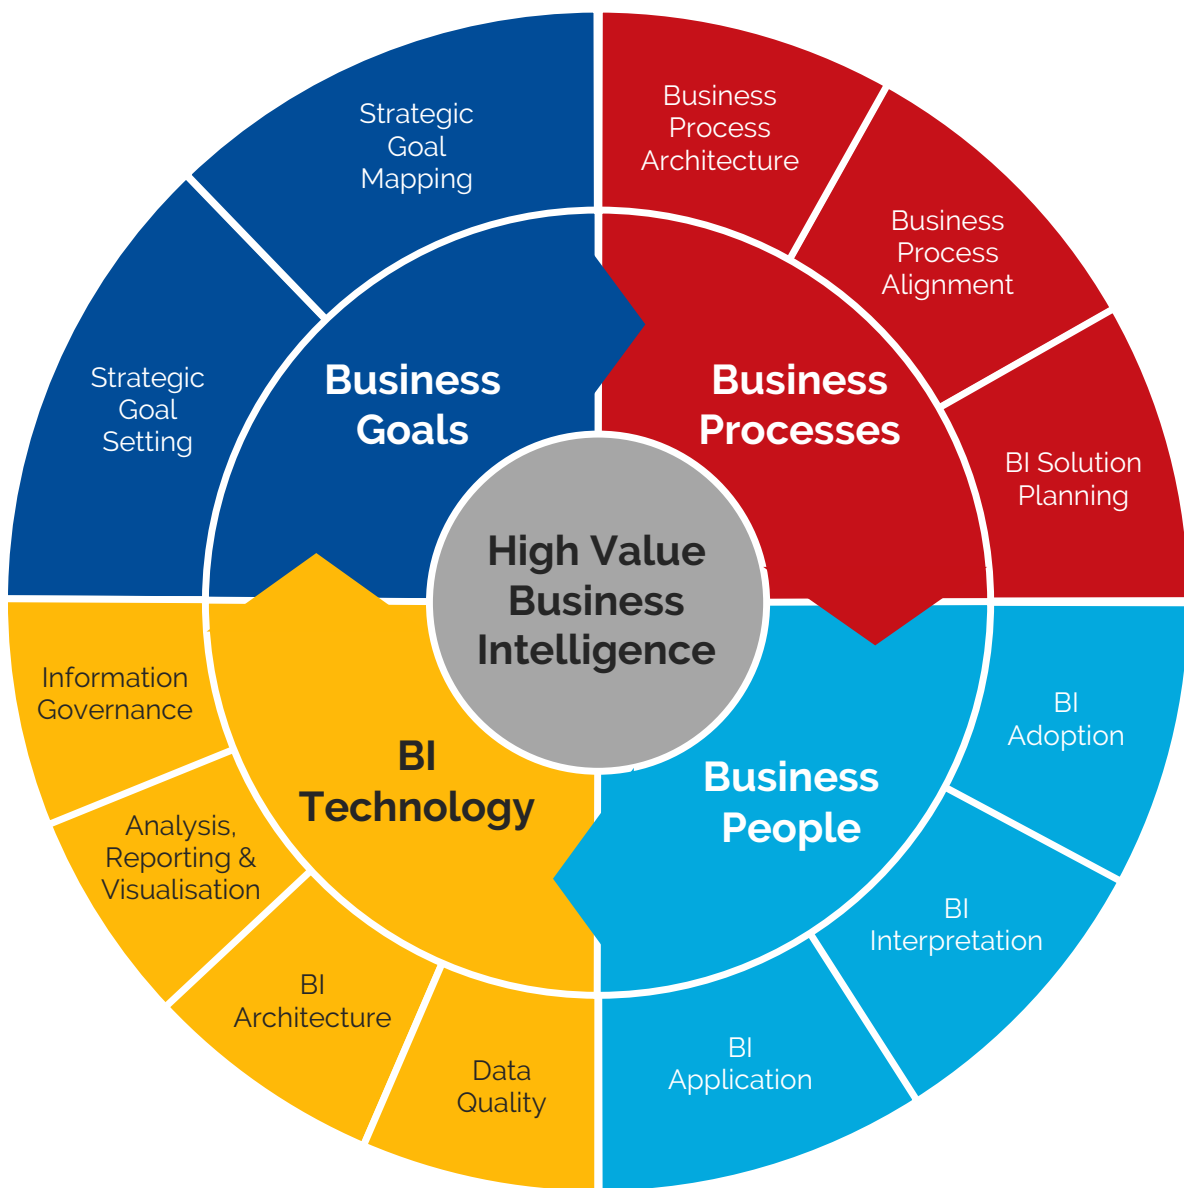 Strategic
Goal
Mapping
Business
Process
Architecture
Business
Process
Alignment
Strategic
Goal
Setting
Business
Goals
Business
Processes
BI Solution
Planning
High Value
Business
Intelligence
Information
Governance
BI
Technology
Business
People
BI
Adoption
Analysis,
Reporting &
Visualisation
BI
Interpretation
BI
Architecture
Data
Quality
BI
Application